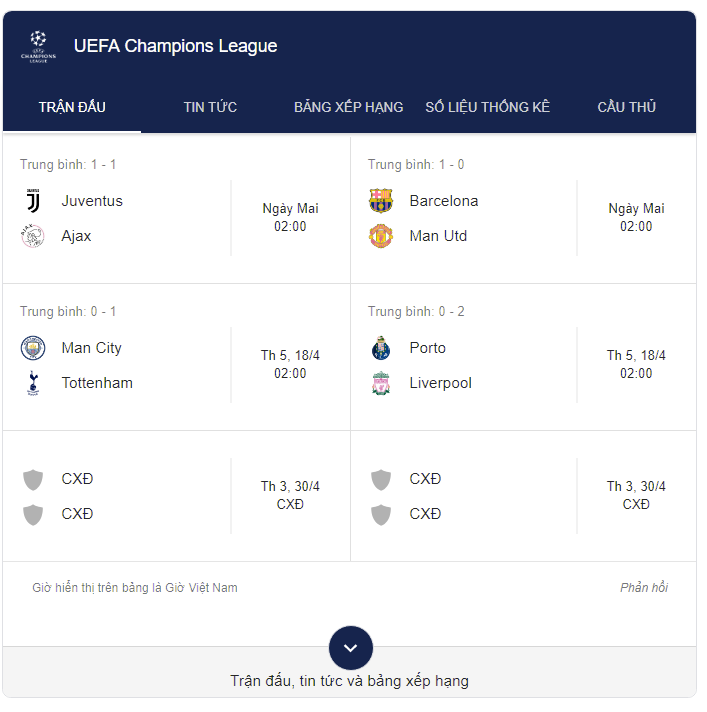 CHAMPIONS
LEAGUE
UEFA Champions League
TRẬN ĐẤU
TIN TỨC
BẢNG XẾP HẠNG
SỐ LIỆU THỐNG KÊ
CẦU THỦ
Trung bình: 1 - 1
Juventus
Ajax
Ngày Mai
02:00
Trung bình: 1 - 0
Barcelona
Man Utd
Ngày Mai
02:00
Trung bình: 0 - 1
Man City
Tottenham
Th 5, 18/4
02:00
Trung bình: 0 - 2
Porto
Liverpool
Th 5, 18/4
02:00
CXĐ
CXĐ
Th 3, 30/4
CXĐ
CXĐ
CXĐ
Th 3, 30/4
CXĐ
Giờ hiển thị trên bảng là Giờ Việt Nam
Phản hồi
Trận đấu, tin tức và bảng xếp hạng